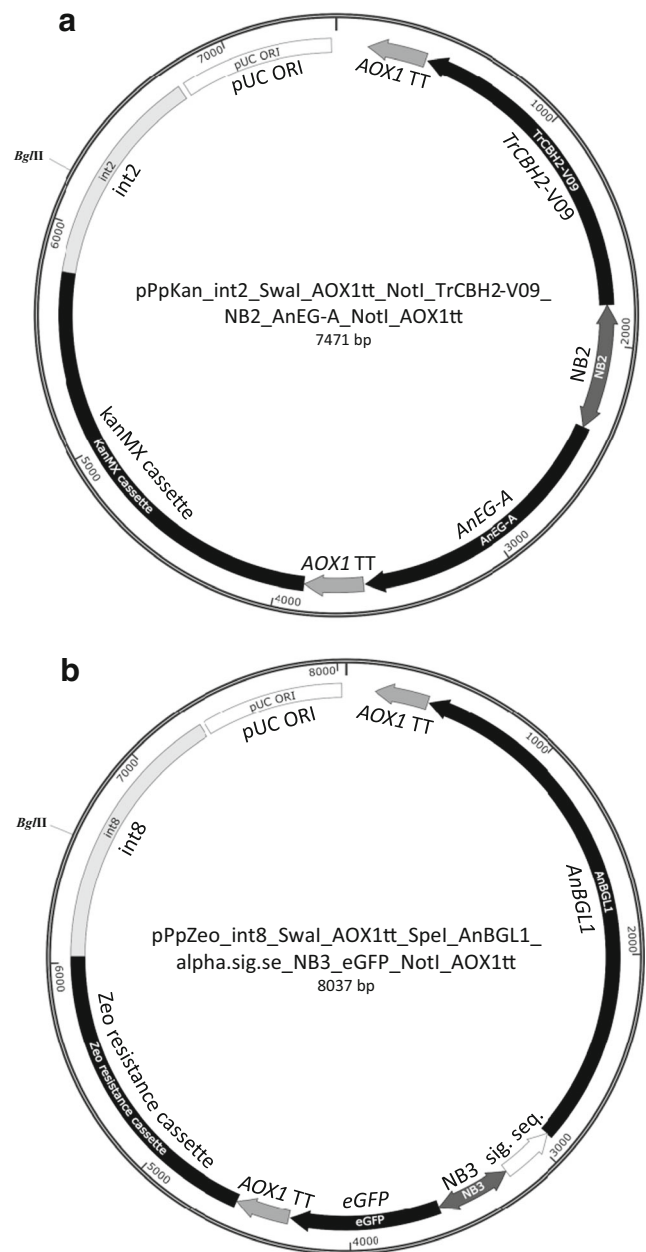 a
7000
pUC ORI
pUC ORI
AOX1 TT
1000
TrCBH2-V09
TrCBH2-V09
BglII
int2
int2
6000
pPpKan_int2_SwaI_AOX1tt_NotI_TrCBH2-V09_
NB2_AnEG-A_NotI_AOX1tt
7471 bp
2000
NB2
NB2
kanMX cassette
KanMX cassette
5000
AnEG-A
AnEG-A
3000
AOX1 TT
4000
b
8000
pUC ORI
pUC ORI
AOX1 TT
1000
7000
BglII
int8
int8
AnBGL1
AnBGL1
pPpZeo_int8_SwaI_AOX1tt_SpeI_AnBGL1_
alpha.sig.se_NB3_eGFP_NotI_AOX1tt
8037 bp
2000
6000
Zeo resistance cassette
Zeo resistance cassette
NB3
NB3
sig. seq.
3000
5000
AOX1 TT
eGFP
eGFP
4000